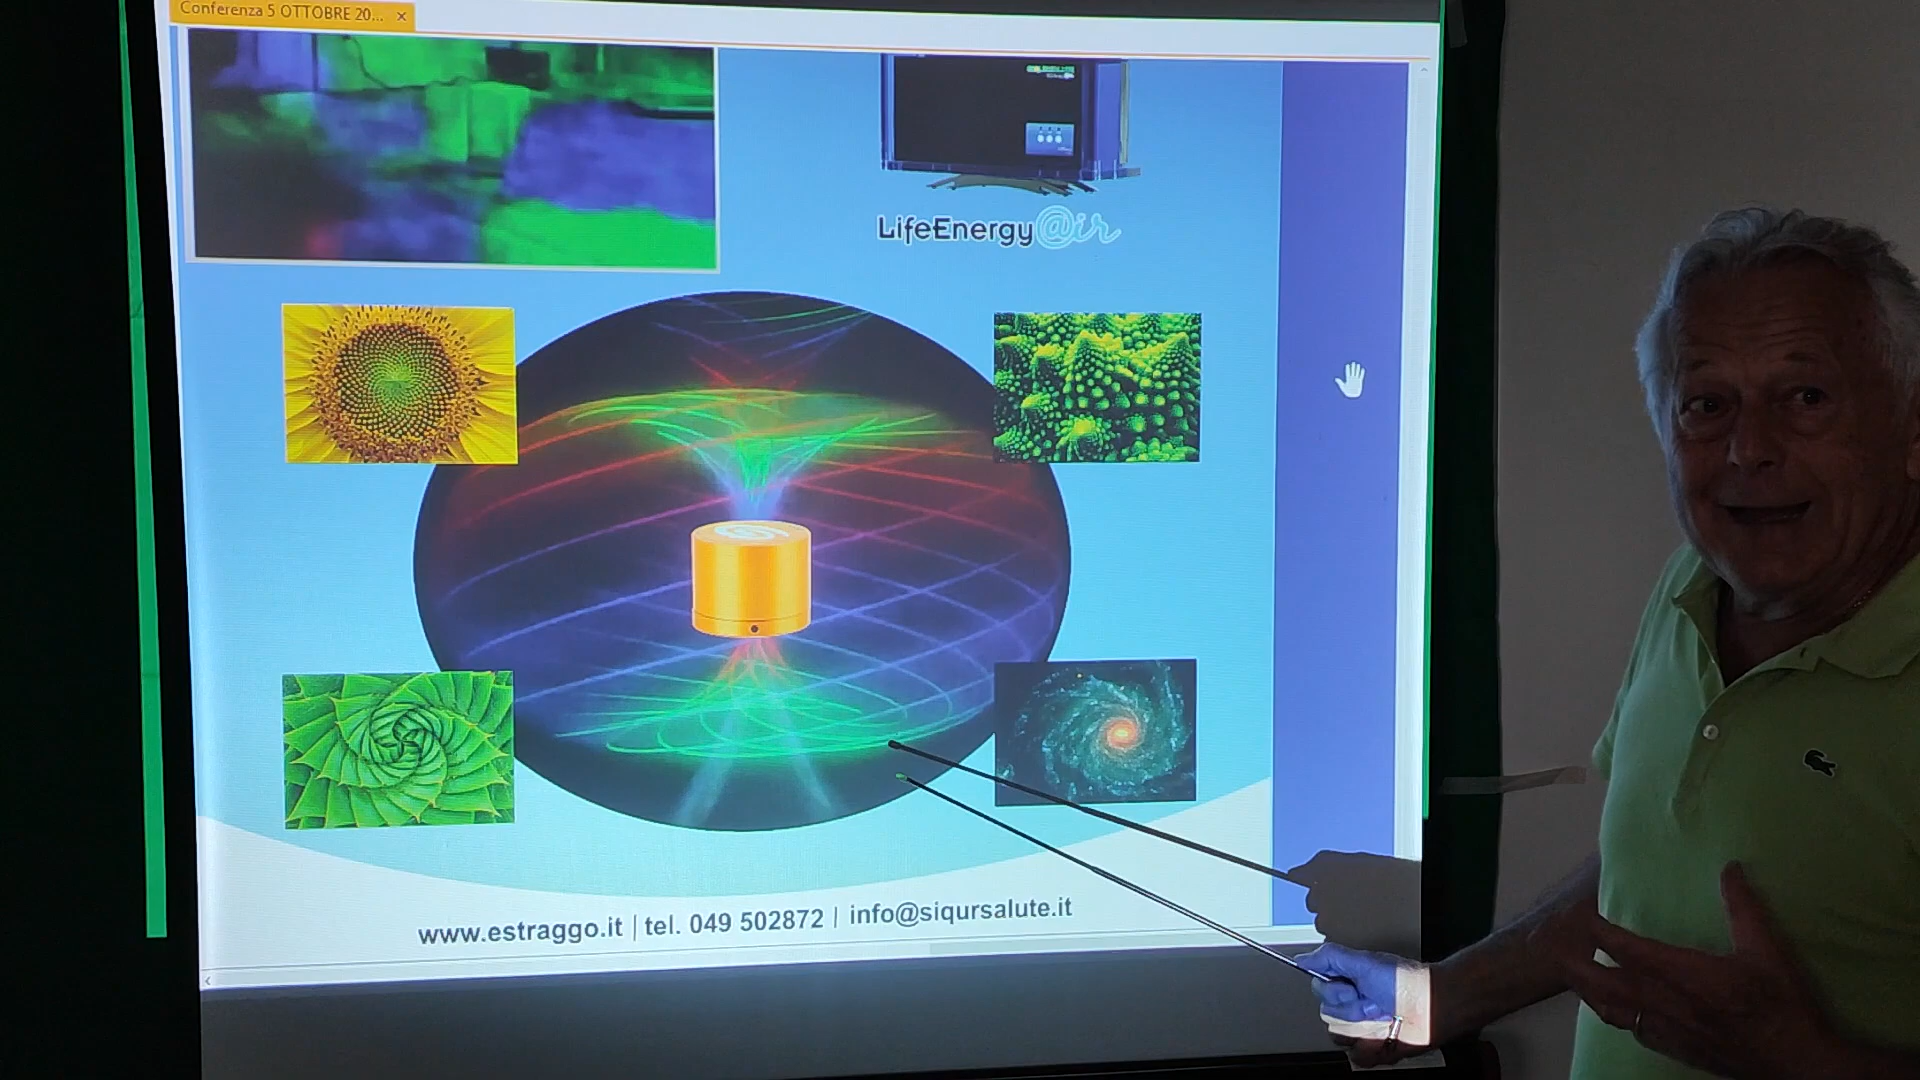 Conferenza 5 OTTOBRE 20...
LifeEnergy@ir
www.estraggo.it | tel. 049 502872 | info@siqursalute.it